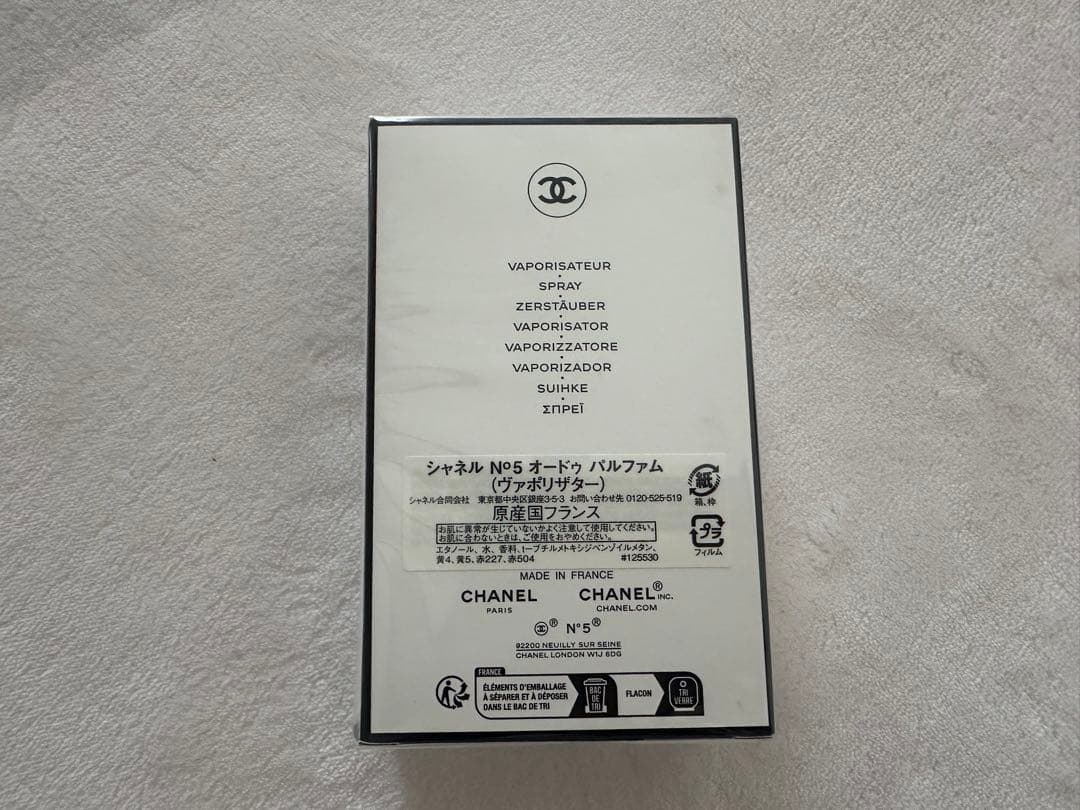 VAPORISATEUR
SPRAY
ZERSTÄUBER
VAPORISATOR
VAPORIZZATORE
VAPORIZADOR
SUIHKE
ΣΠΡΕΪ
シャネル Nº5 オードゥ パルファム
(ヴァポリザター)
シャネル合同会社 東京都中央区銀座3-5-3 お問い合わせ先 0120-525-519
原産国フランス
お肌に異常が生じていないかよく注意して使用してください。
お肌に合わないときは、ご使用をおやめください。
エタノール、水、香料、t-ブチルメトキシジベンゾイルメタン、
黄4、黄5、赤227、赤504 #125530
紙
箱、枠
プラ
フィルム
MADE IN FRANCE
CHANEL CHANEL® INC.
PARIS CHANEL.COM
® N°5®
92200 NEUILLY SUR SEINE
CHANEL LONDON W1J 6DG
FRANCE
ÉLÉMENTS D'EMBALLAGE
À SÉPARER ET À DÉPOSER
DANS LE BAC DE TRI
BAC
DE
TRI
FLACON
TRI
VERRE